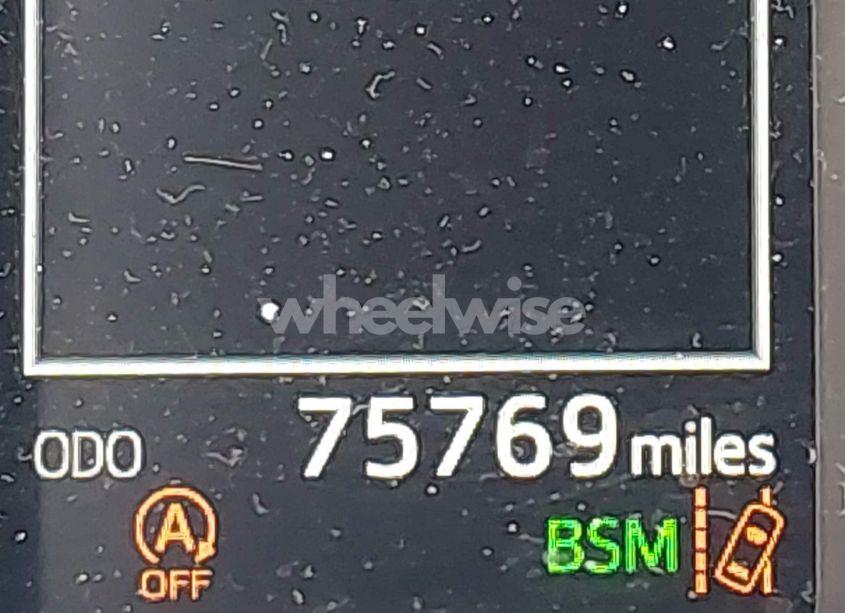 wheelwise
ODO 75769 miles
A BSM
OFF